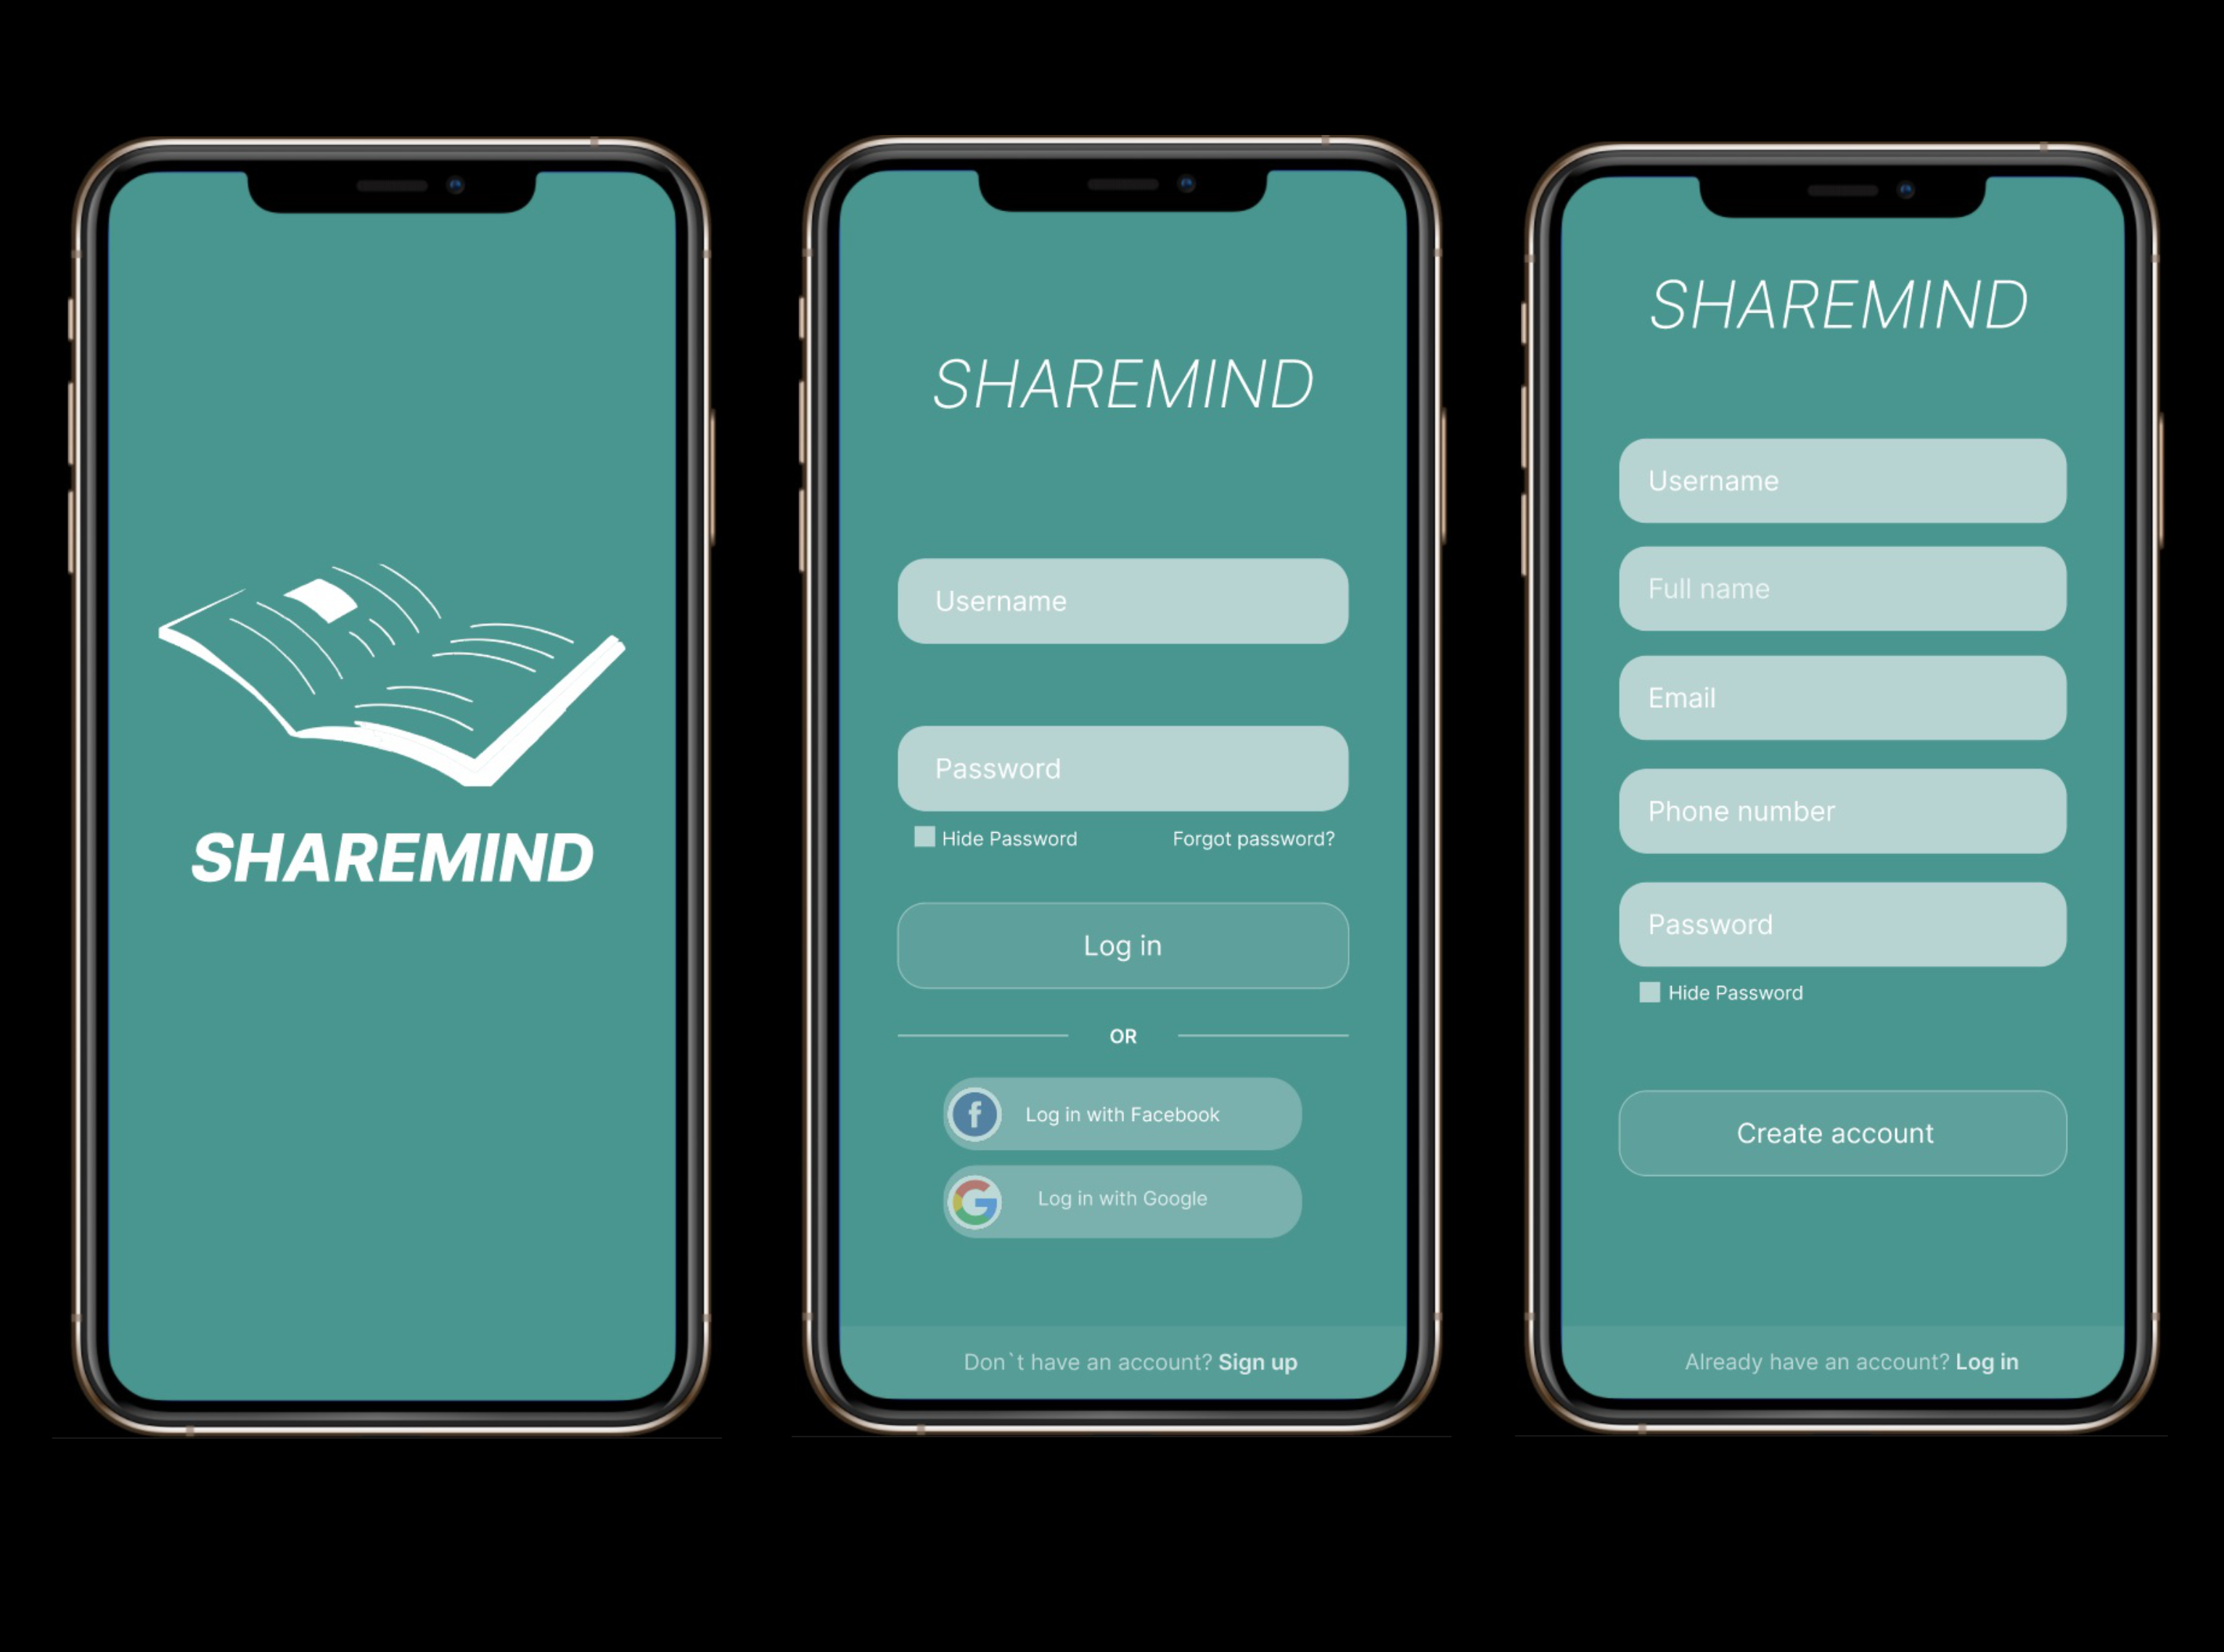 SHAREMIND
SHAREMIND
Username
Password
Hide Password
Forgot password?
Log in
OR
f
Log in with Facebook
G
Log in with Google
Don`t have an account? Sign up
SHAREMIND
Username
Full name
Email
Phone number
Password
Hide Password
Create account
Already have an account? Log in